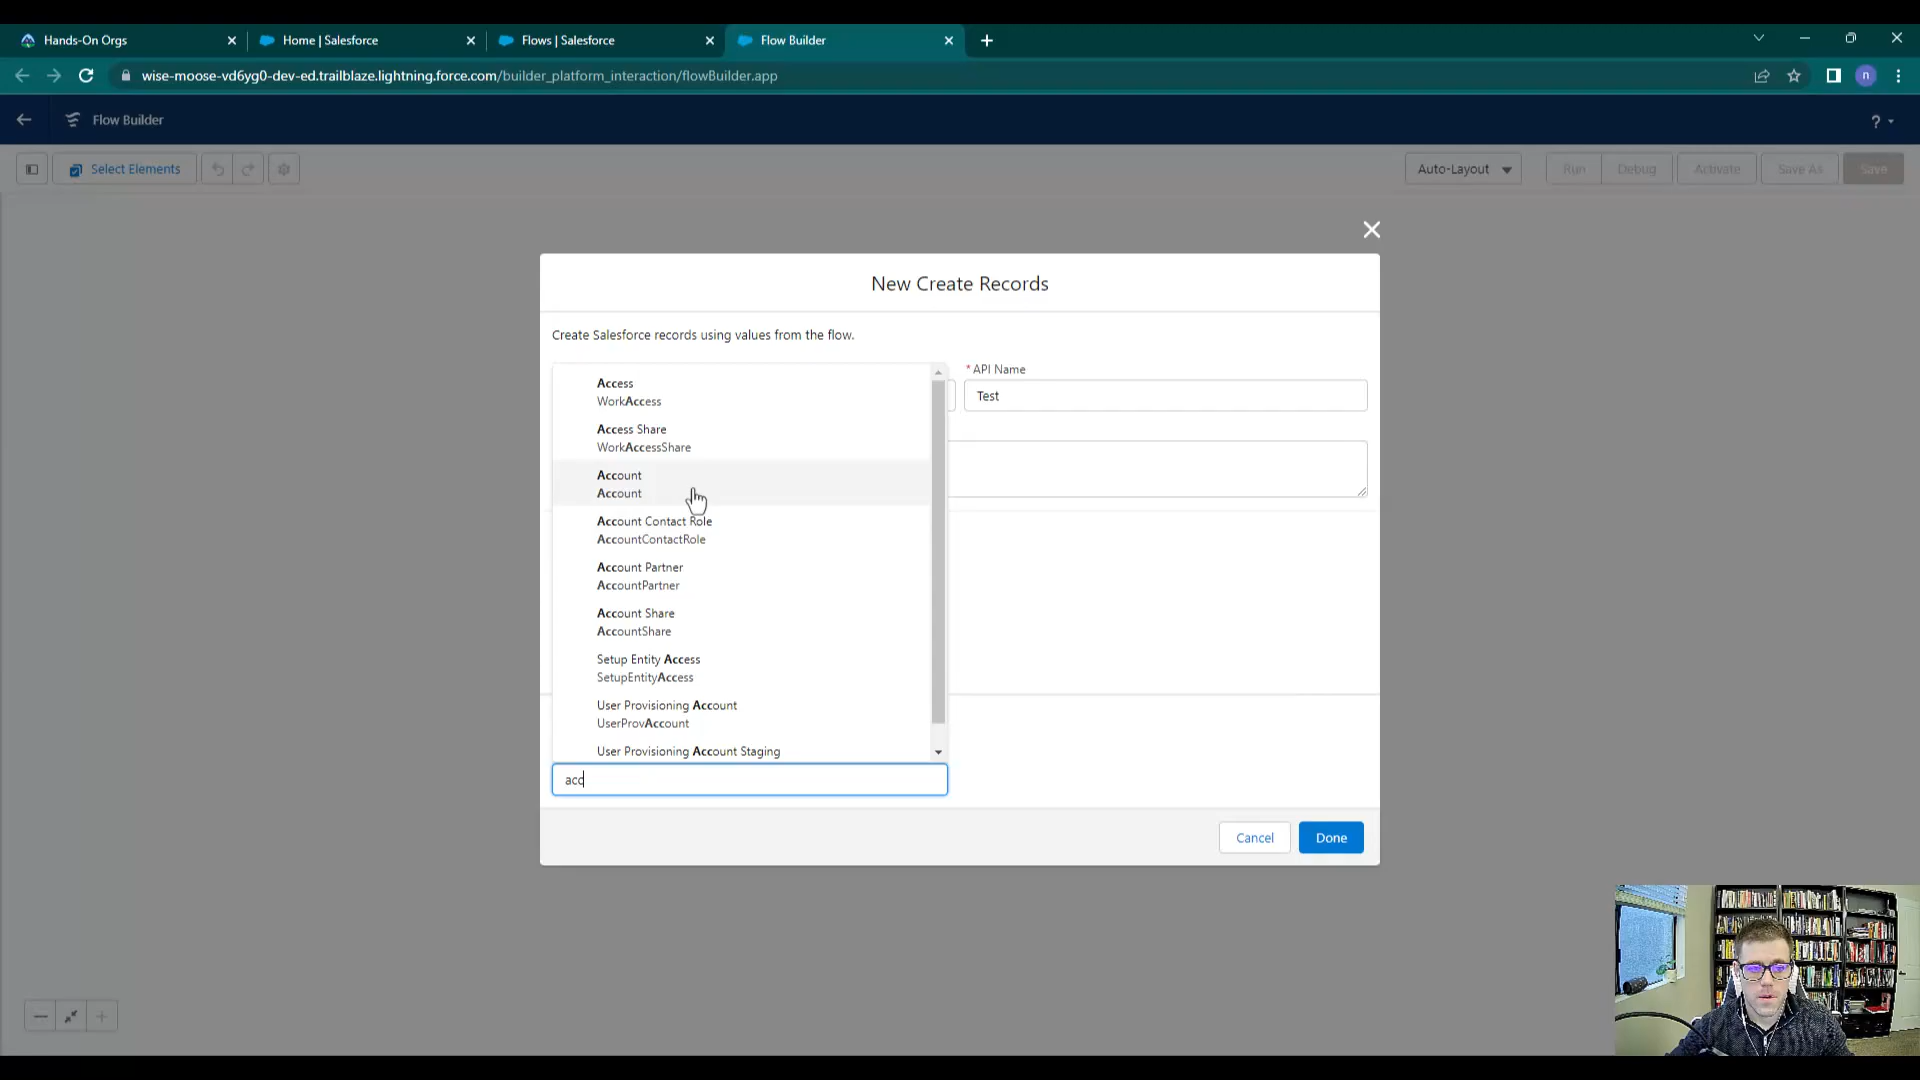 Hands-On Orgs
Home | Salesforce
Flows | Salesforce
Flow Builder
n
wise-moose-vd6yg0-dev-ed.trailblaze.lightning.force.com/builder_platform_interaction/flowBuilder.app
Flow Builder
?
Select Elements
Auto-Layout
Run
Debug
Activate
Save As
Save
New Create Records
Create Salesforce records using values from the flow.
* API Name
Test
Access
WorkAccess
Access Share
WorkAccessShare
Account
Account
Account Contact Role
AccountContactRole
Account Partner
AccountPartner
Account Share
AccountShare
Setup Entity Access
SetupEntityAccess
User Provisioning Account
UserProvAccount
User Provisioning Account Staging
acc
Cancel
Done